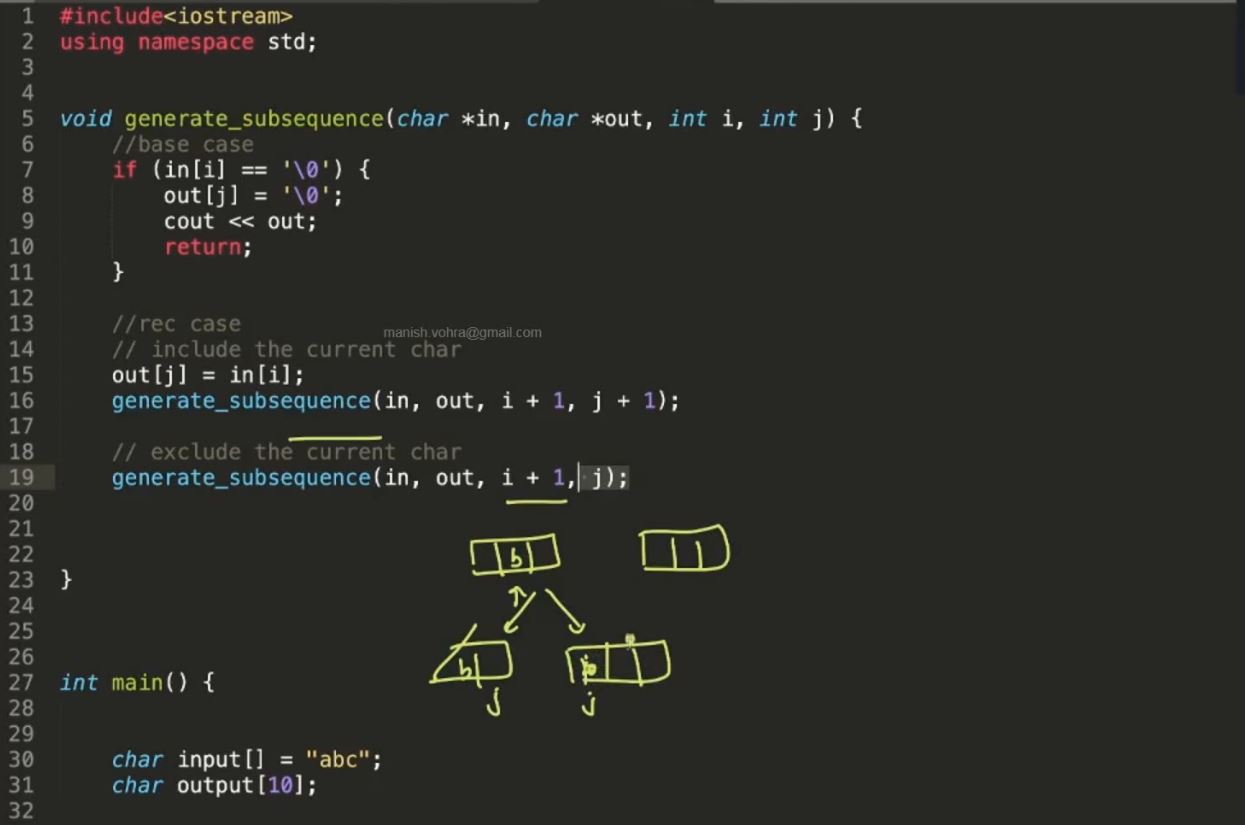 1 #include<iostream>
2 using namespace std;
3
4
5 void generate_subsequence(char *in, char *out, int i, int j) {
6 //base case
7 if (in[i] == '\0') {
8 out[j] = '\0';
9 cout << out;
10 return;
11 }
12
13 //rec case
manish.vohra@gmail.com
14 // include the current char
15 out[j] = in[i];
16 generate_subsequence(in, out, i + 1, j + 1);
17
18 // exclude the current char
19 generate_subsequence(in, out, i + 1, j);
20
21
22 b
23 }
24
25
26 b
27 int main() {
28 j j
29
30 char input[] = "abc";
31 char output[10];
32